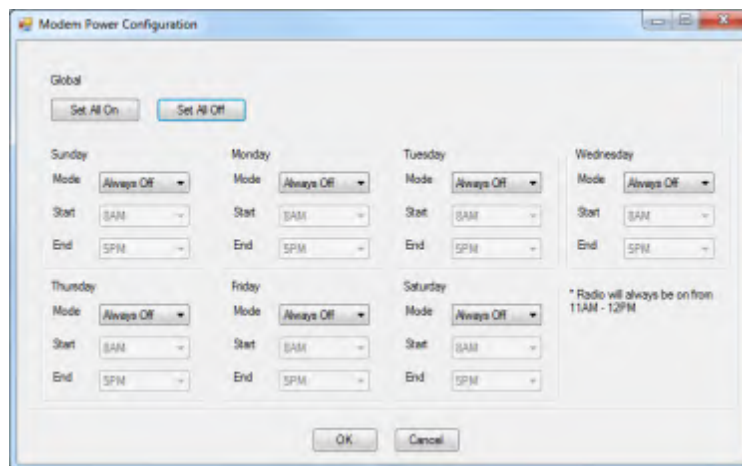 Modem Power Configuration
Global
Set All On Set All Off
Sunday Monday Tuesday Wednesday
Mode Always Off Mode Always Off Mode Always Off Mode Always Off
Start 8AM Start 8AM Start 8AM Start 8AM
End 5PM End 5PM End 5PM End 5PM
Thursday Friday Saturday
Mode Always Off Mode Always Off Mode Always Off
Start 8AM Start 8AM Start 8AM
End 5PM End 5PM End 5PM
* Radio will always be on from
11AM - 12PM
OK Cancel